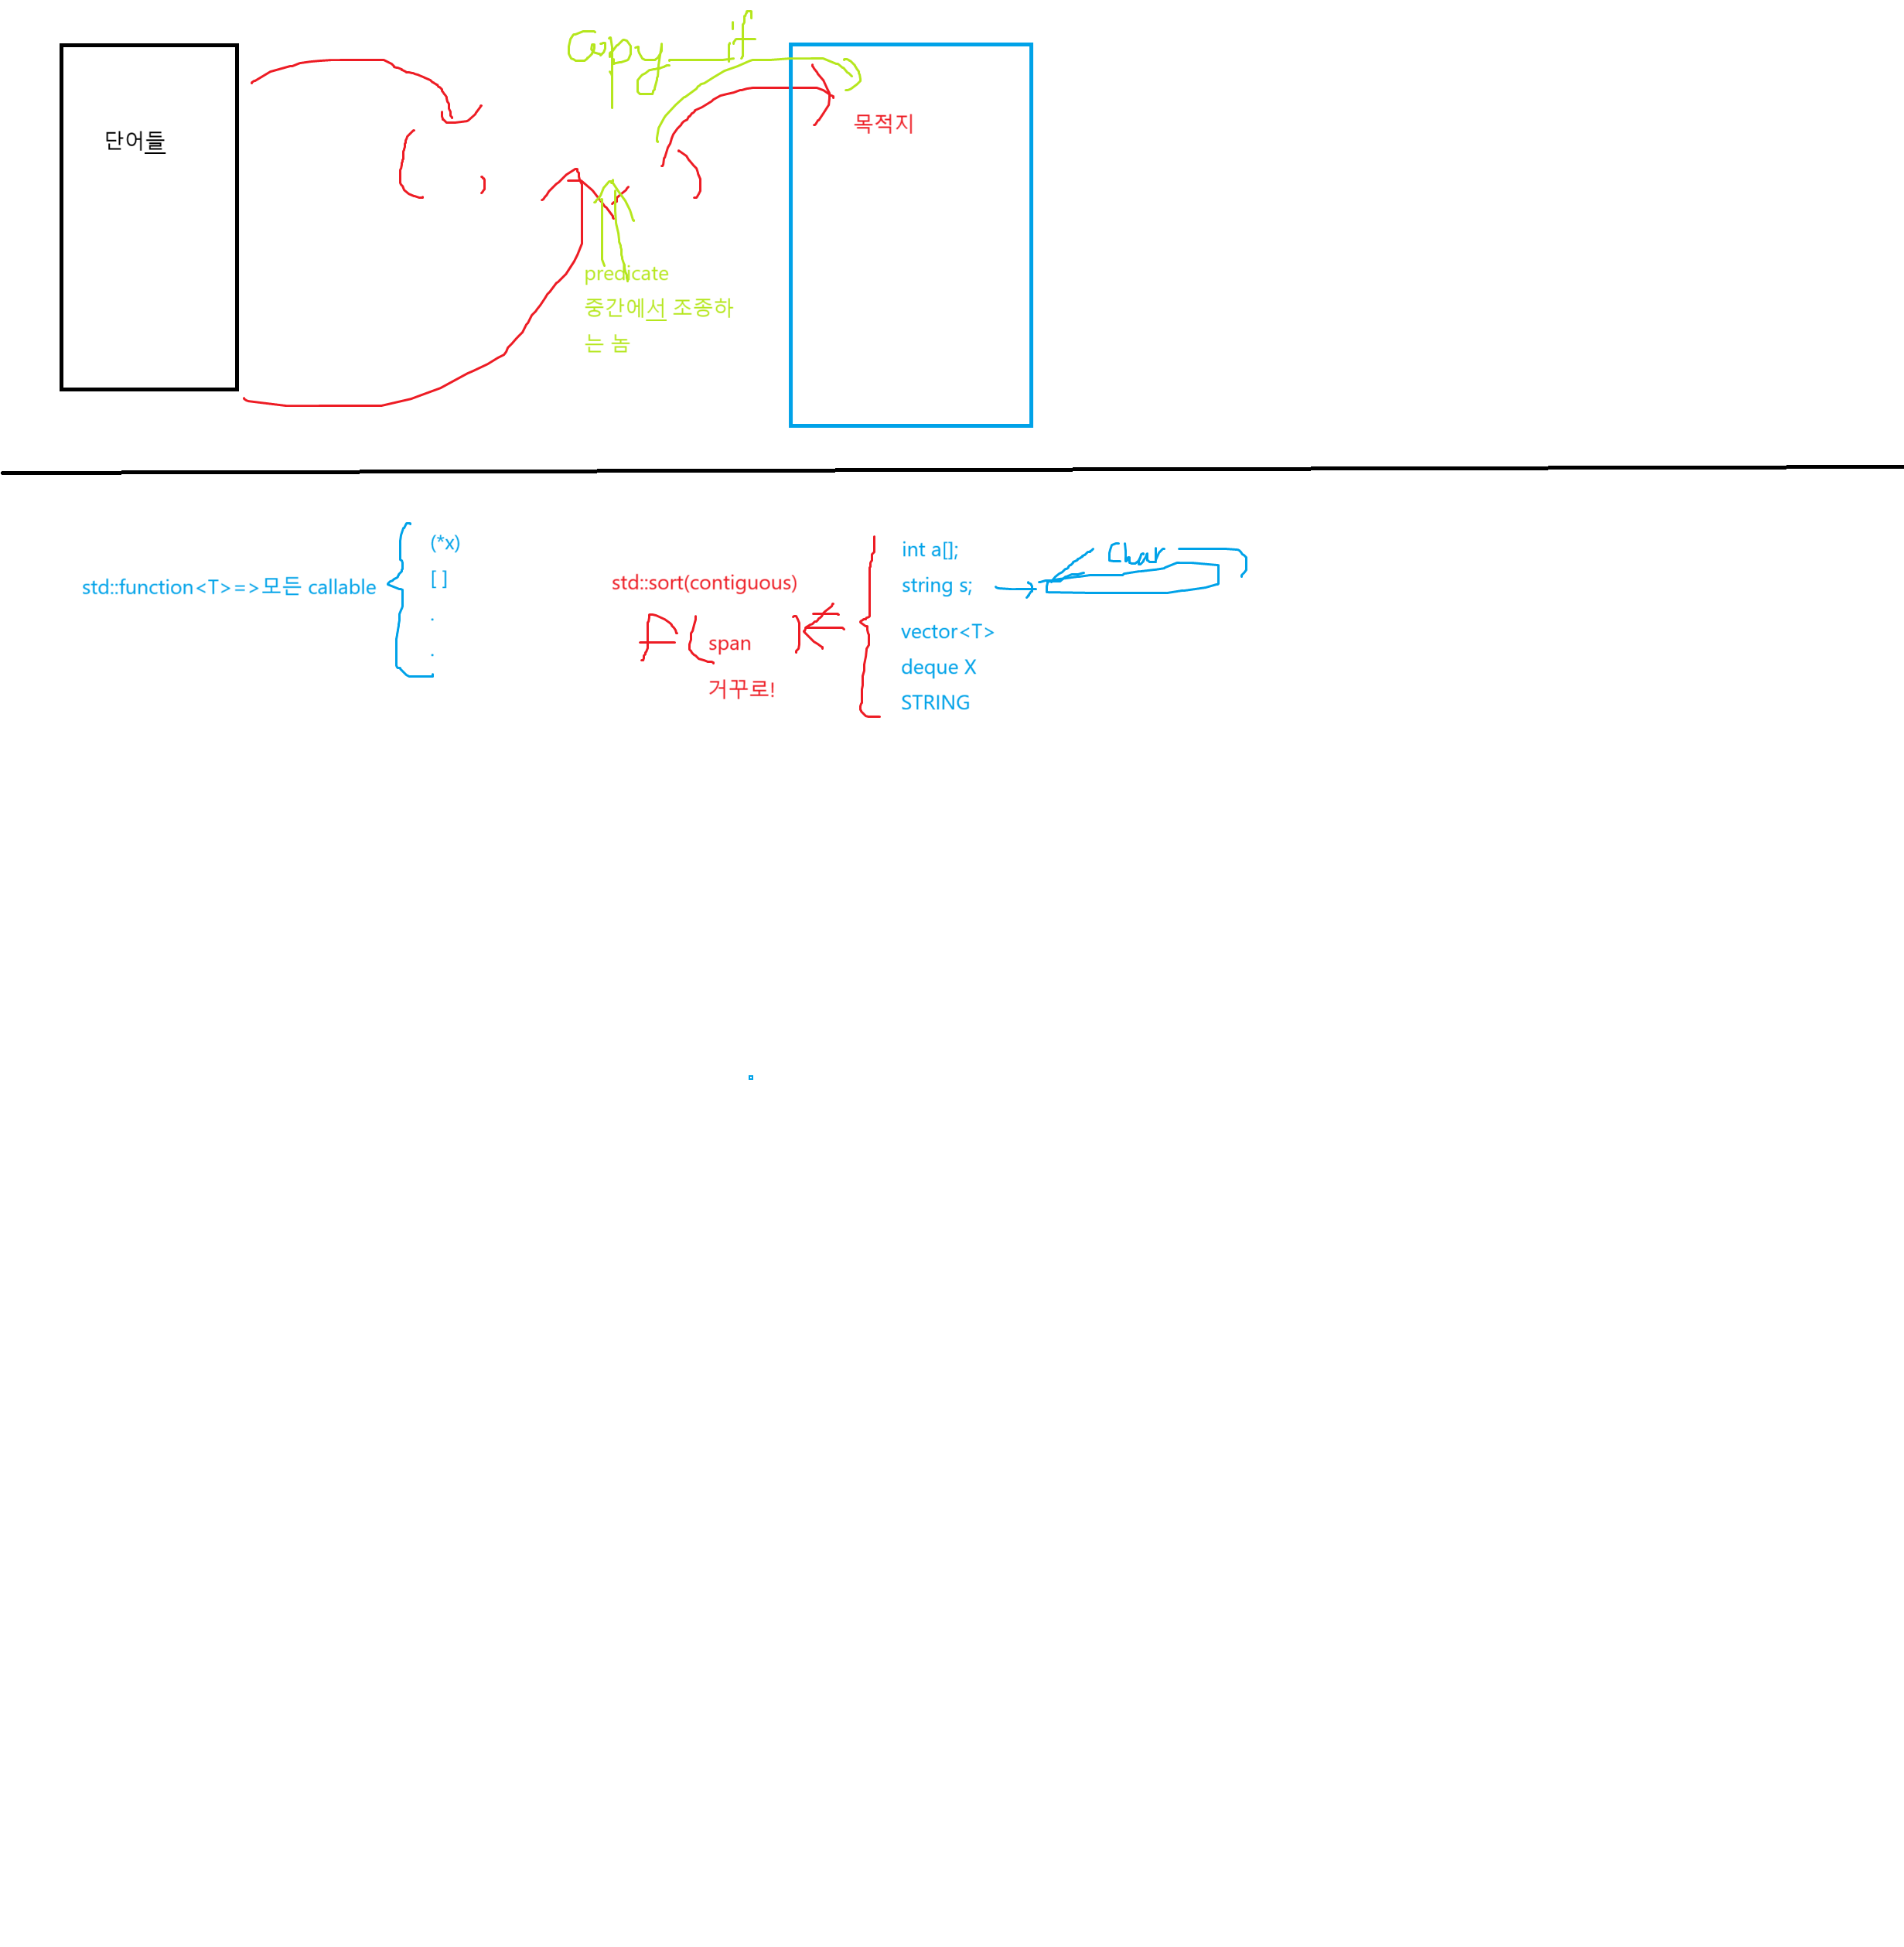 copy_if
단어들
목적지
( , , )
predicate
중간에서 조종하
는 놈
std::function<T>=>모든 callable
(*x)
[ ]
.
.
std::sort(contiguous)
f( span )
거꾸로!
int a[];
string s;
Char
vector<T>
deque X
STRING